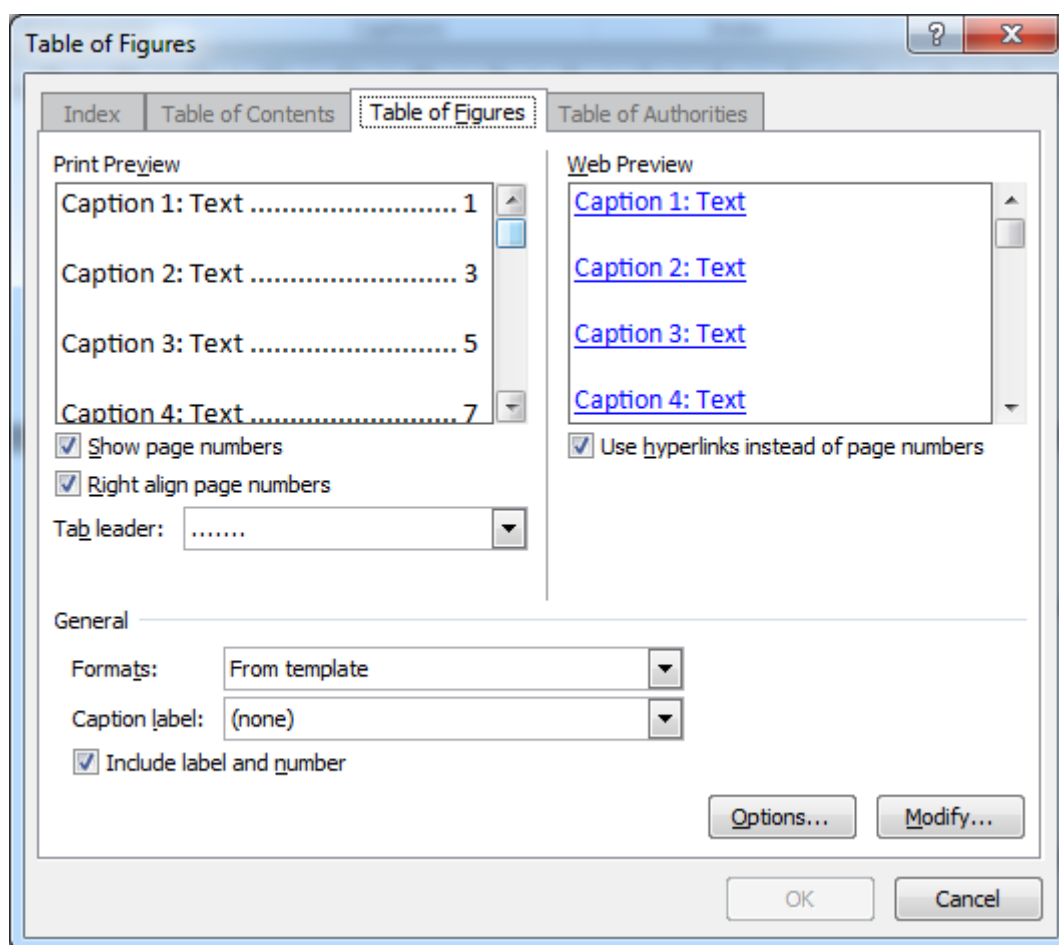 Table of Figures
Index
Table of Contents
Table of Figures
Table of Authorities
Print Preview
Web Preview
Caption 1: Text .......................... 1
Caption 2: Text .......................... 3
Caption 3: Text .......................... 5
Caption 4: Text .......................... 7
Caption 1: Text
Caption 2: Text
Caption 3: Text
Caption 4: Text
Show page numbers
Use hyperlinks instead of page numbers
Right align page numbers
Tab leader: .......
General
Formats: From template
Caption label: (none)
Include label and number
Options...
Modify...
OK
Cancel